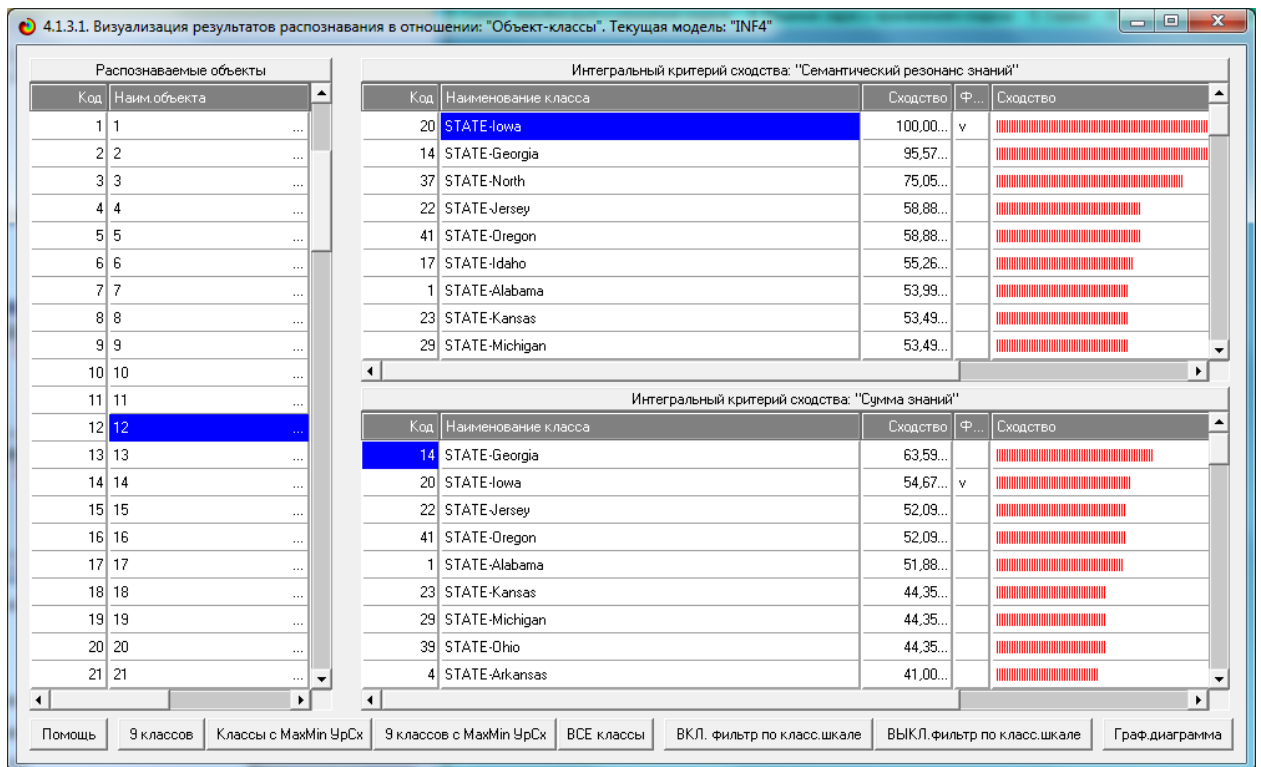 4.1.3.1. Визуализация результатов распознавания в отношении: "Объект-классы". Текущая модель: "INF4"
Распознаваемые объекты
Код Наим.объекта
1 1 ...
2 2 ...
3 3 ...
4 4 ...
5 5 ...
6 6 ...
7 7 ...
8 8 ...
9 9 ...
10 10 ...
11 11 ...
12 12 ...
13 13 ...
14 14 ...
15 15 ...
16 16 ...
17 17 ...
18 18 ...
19 19 ...
20 20 ...
21 21 ...
Интегральный критерий сходства: "Семантический резонанс знаний"
Код Наименование класса Сходство Ф... Сходство
20 STATE-Iowa 100,00... v
14 STATE-Georgia 95,57...
37 STATE-North 75,05...
22 STATE-Jersey 58,88...
41 STATE-Oregon 58,88...
17 STATE-Idaho 55,26...
1 STATE-Alabama 53,99...
23 STATE-Kansas 53,49...
29 STATE-Michigan 53,49...
Интегральный критерий сходства: "Сумма знаний"
Код Наименование класса Сходство Ф... Сходство
14 STATE-Georgia 63,59...
20 STATE-Iowa 54,67... v
22 STATE-Jersey 52,09...
41 STATE-Oregon 52,09...
1 STATE-Alabama 51,88...
23 STATE-Kansas 44,35...
29 STATE-Michigan 44,35...
39 STATE-Ohio 44,35...
4 STATE-Arkansas 41,00...
Помощь 9 классов Классы с MaxMin УрСх 9 классов с MaxMin УрСх ВСЕ классы ВКЛ. фильтр по класс.шкале ВЫКЛ.фильтр по класс.шкале Граф.диаграмма